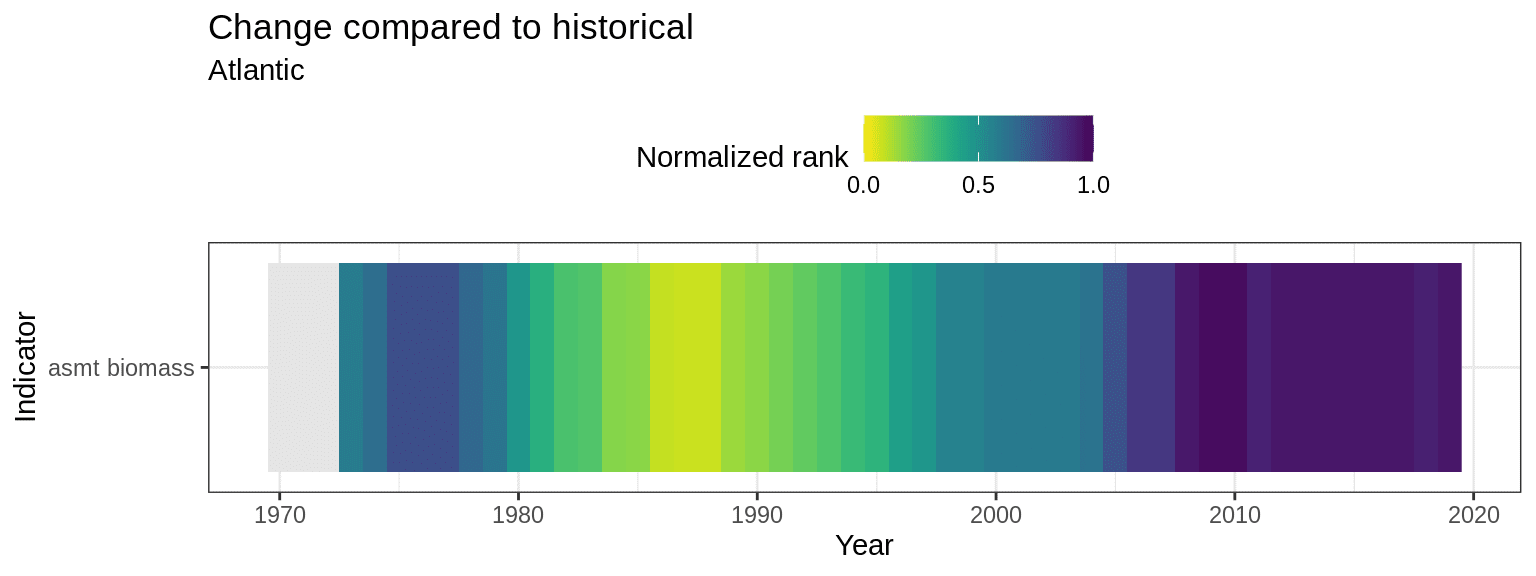 Change compared to historical
Atlantic
Normalized rank
0.0 0.5 1.0
Indicator
asmt biomass
1970 1980 1990 2000 2010 2020
Year